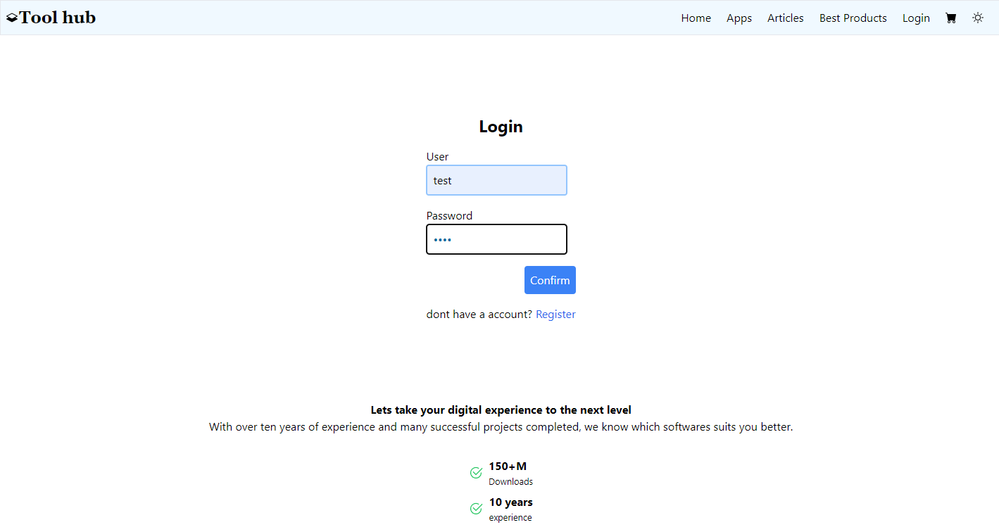 Tool hub
Home Apps Articles Best Products Login
Login
User
test
Password
••••
Confirm
dont have a account? Register
Lets take your digital experience to the next level
With over ten years of experience and many successful projects completed, we know which softwares suits you better.
150+M
Downloads
10 years
experience